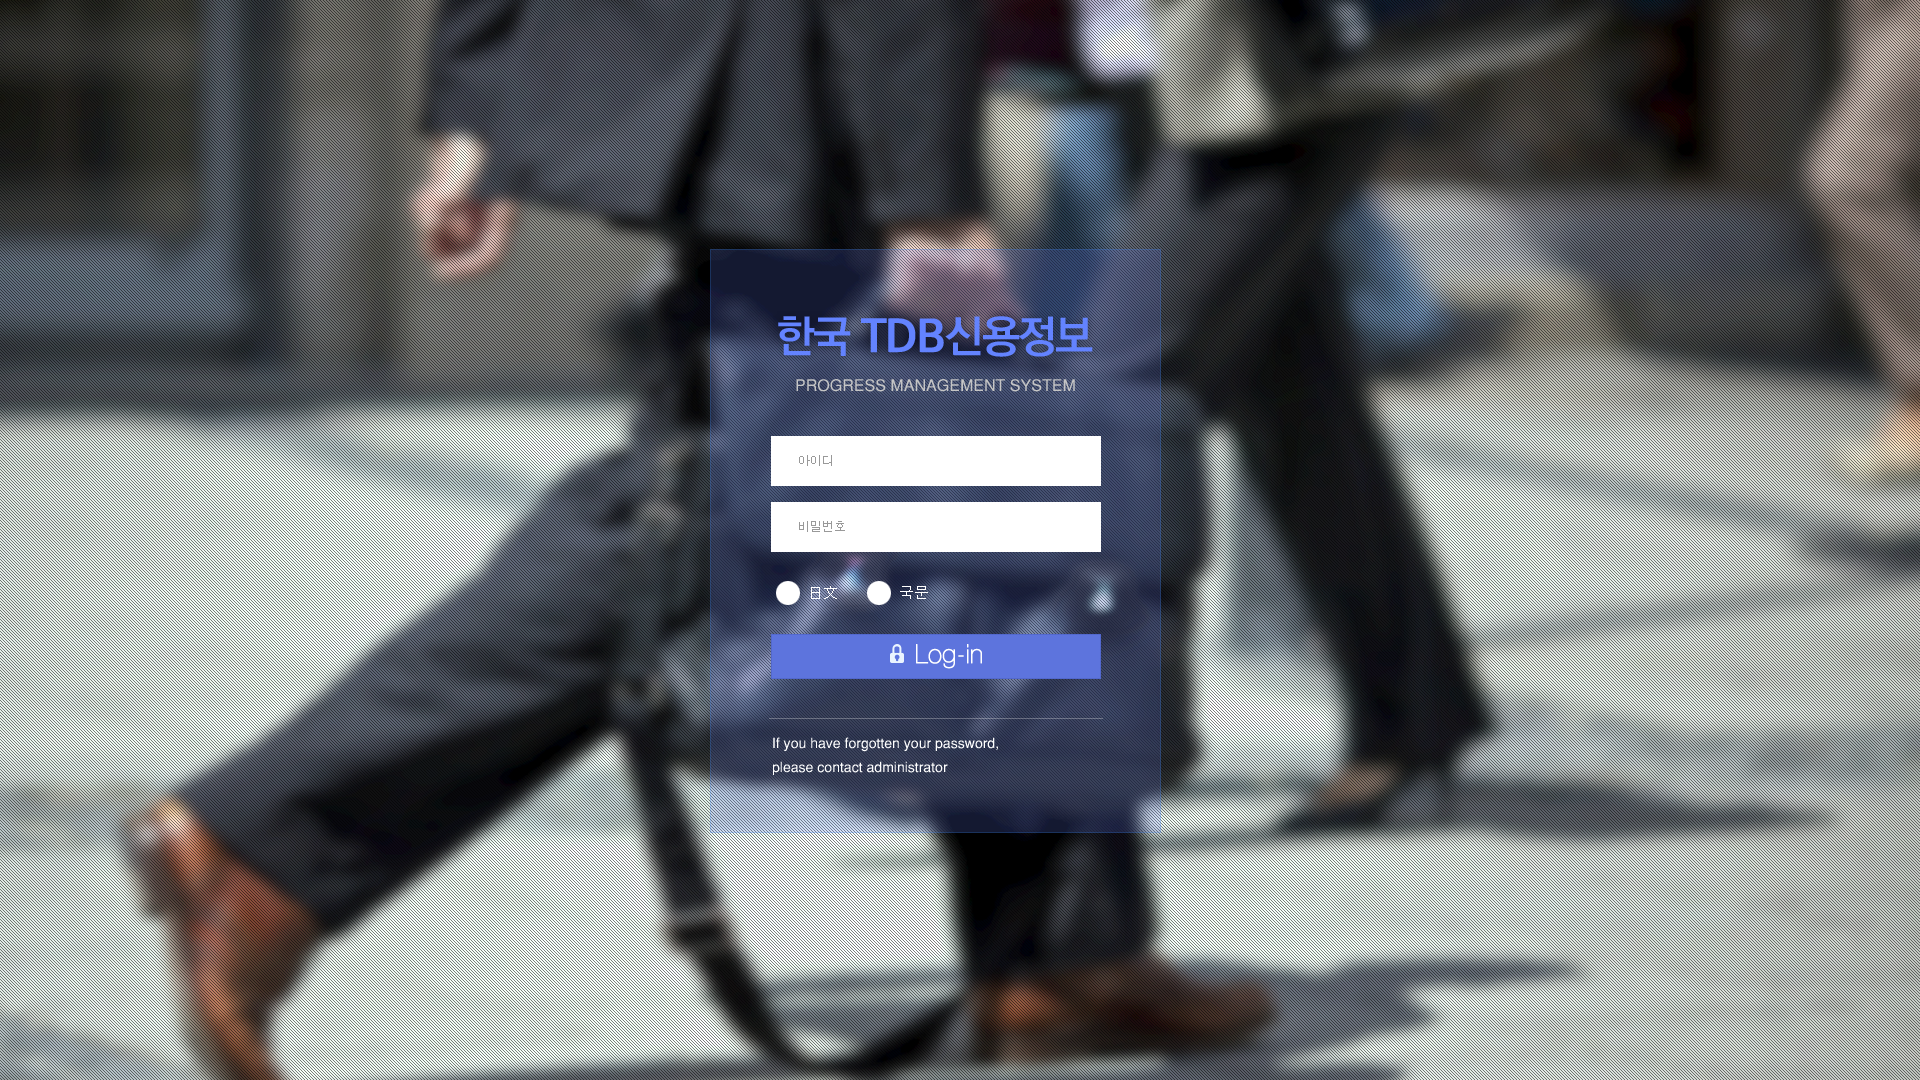 한국 TDB신용정보
PROGRESS MANAGEMENT SYSTEM
아이디
비밀번호
日文 국문
Log-in
If you have forgotten your password,
please contact administrator